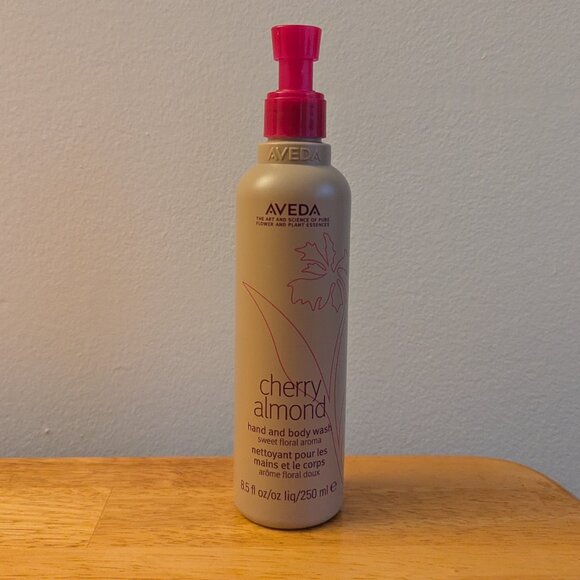 AVEDA
AVEDA
THE ART AND SCIENCE OF PURE
FLOWER AND PLANT ESSENCES
cherry
almond
hand and body wash
sweet floral aroma
nettoyant pour les
mains et le corps
arôme floral doux
8.5 fl oz/oz liq/250 ml ℮